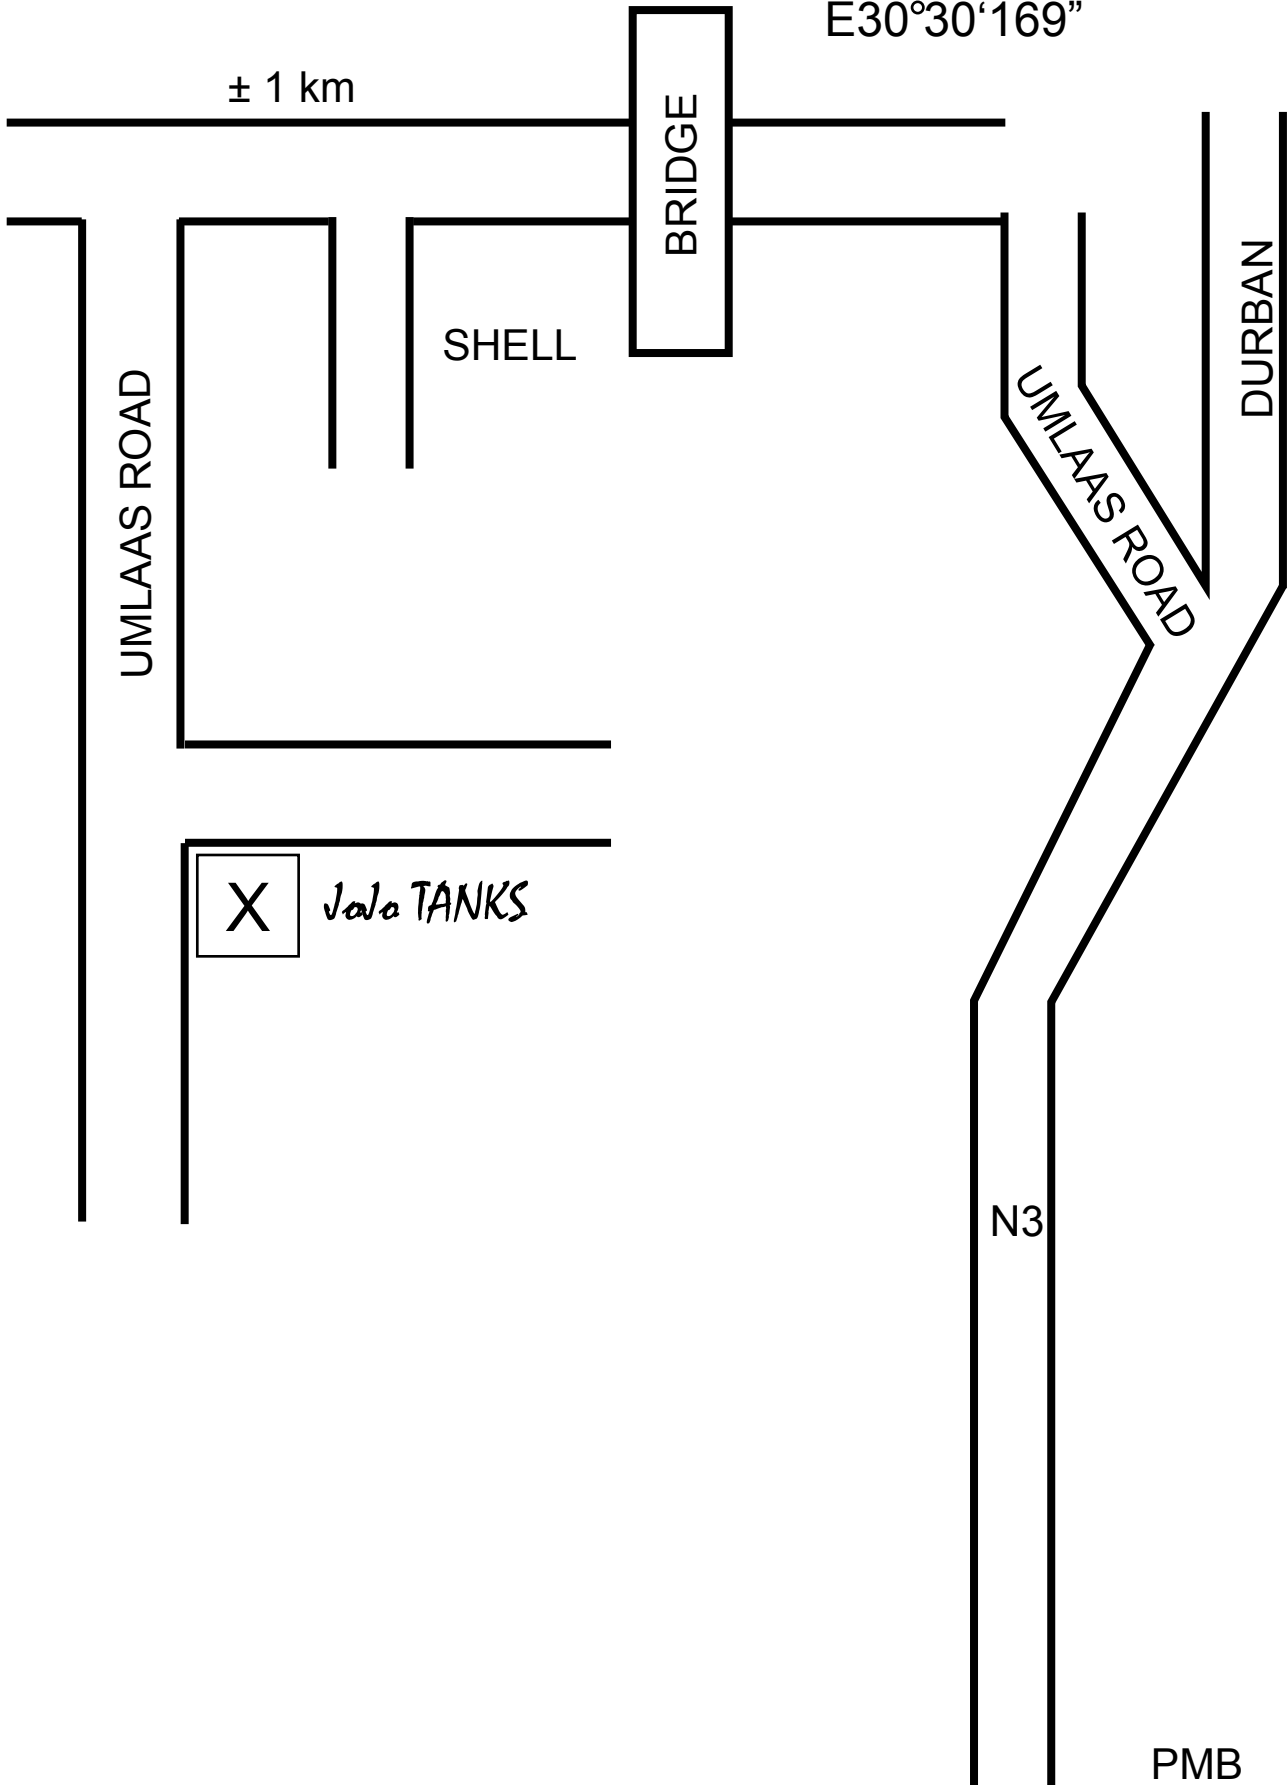 E30°30‘169”
± 1 km
BRIDGE
DURBAN
SHELL
UMLAAS ROAD
UMLAAS ROAD
X
JoJo TANKS
N3
PMB